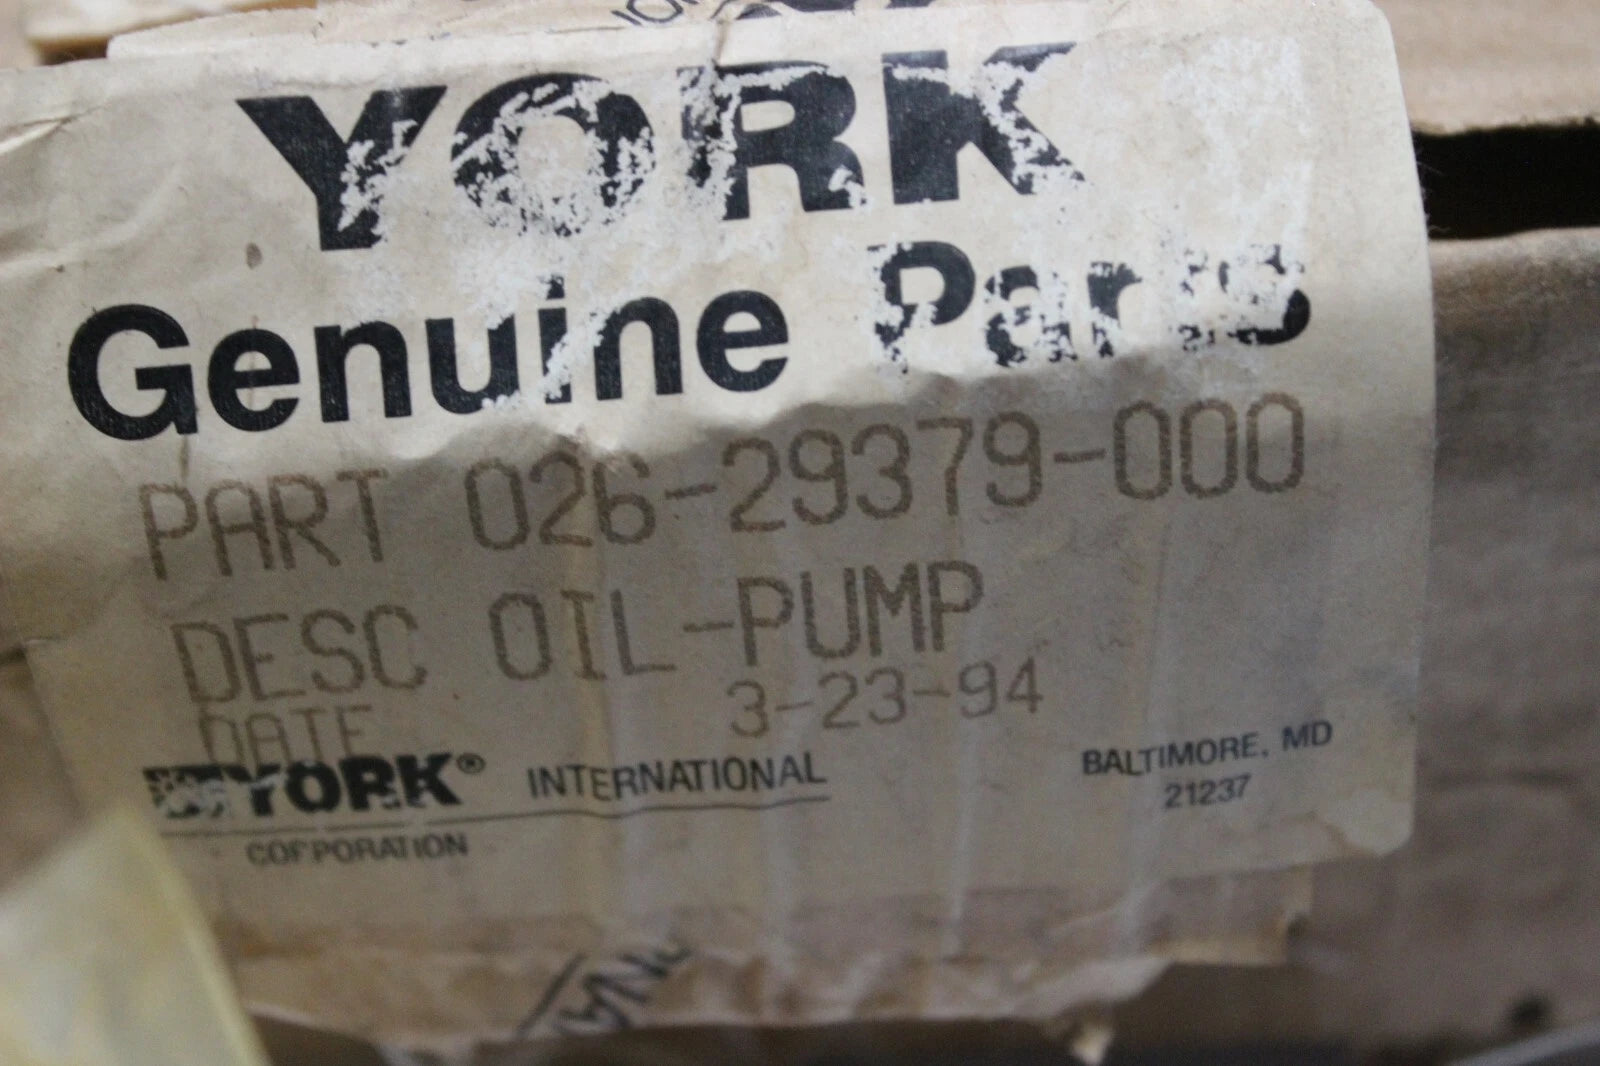 YORK
Genuine Parts
PART 026-29379-000
DESC OIL-PUMP
DATE 3-23-94
YORK® INTERNATIONAL
CORPORATION
BALTIMORE, MD
21237